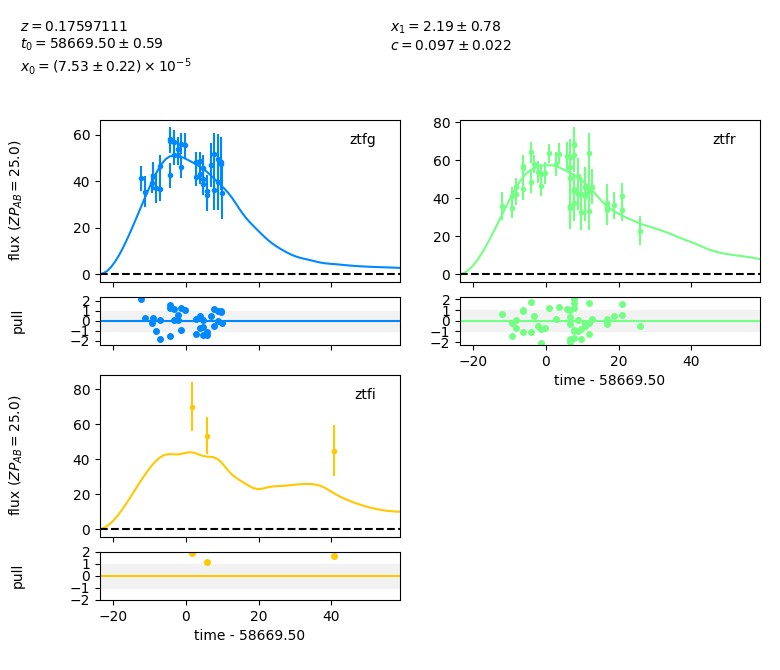 z = 0.17597111
t₀ = 58669.50 ± 0.59
x₀ = (7.53 ± 0.22) × 10⁻⁵
x₁ = 2.19 ± 0.78
c = 0.097 ± 0.022
ztfg
flux (ZP_AB = 25.0)
60
40
20
0
ztfr
80
60
40
20
0
pull
2
1
0
−1
−2
2
1
0
−1
−2
−20 0 20 40
time - 58669.50
ztfi
flux (ZP_AB = 25.0)
80
60
40
20
0
pull
2
1
0
−1
−2
−20 0 20 40
time - 58669.50